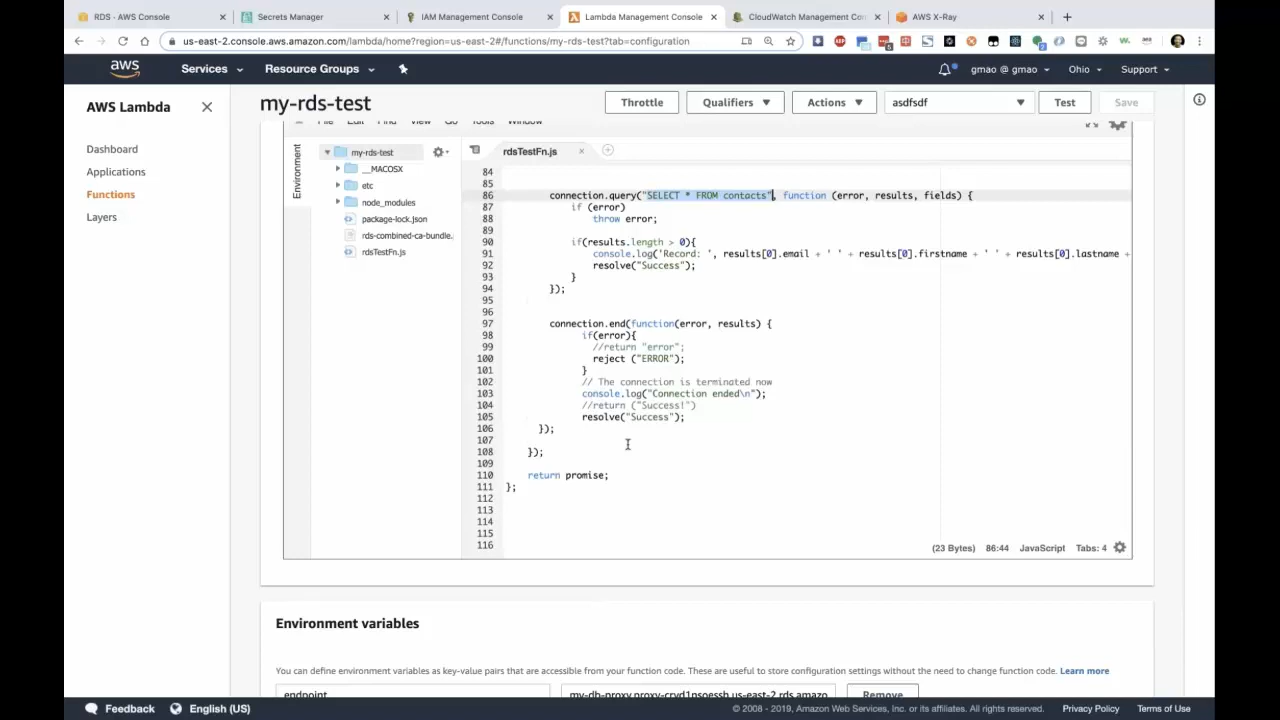 RDS · AWS Console
Secrets Manager
IAM Management Console
Lambda Management Console
CloudWatch Management Con
AWS X-Ray
us-east-2.console.aws.amazon.com/lambda/home?region=us-east-2#/functions/my-rds-test?tab=configuration
aws
Services
Resource Groups
gmao @ gmao
Ohio
Support
AWS Lambda
Dashboard
Applications
Functions
Layers
my-rds-test
Throttle
Qualifiers
Actions
asdfsdf
Test
Save
File Edit Find View Go Tools Window
Environment
my-rds-test
__MACOSX
etc
node_modules
package-lock.json
rds-combined-ca-bundle.
rdsTestFn.js
rdsTestFn.js
84
85
86 connection.query("SELECT * FROM contacts", function (error, results, fields) {
87 if (error)
88 throw error;
89
90 if(results.length > 0){
91 console.log('Record: ', results[0].email + ' ' + results[0].firstname + ' ' + results[0].lastname +
92 resolve("Success");
93 }
94 });
95
96
97 connection.end(function(error, results) {
98 if(error){
99 //return "error";
100 reject ("ERROR");
101 }
102 // The connection is terminated now
103 console.log("Connection ended\n");
104 //return ("Success!")
105 resolve("Success");
106 });
107
108 });
109
110 return promise;
111 };
112
113
114
115
116
(23 Bytes) 86:44 JavaScript Tabs: 4
Environment variables
You can define environment variables as key-value pairs that are accessible from your function code. These are useful to store configuration settings without the need to change function code. Learn more
endpoint
Remove
Feedback
English (US)
© 2008 - 2019, Amazon Web Services, Inc. or its affiliates. All rights reserved.
Privacy Policy
Terms of Use